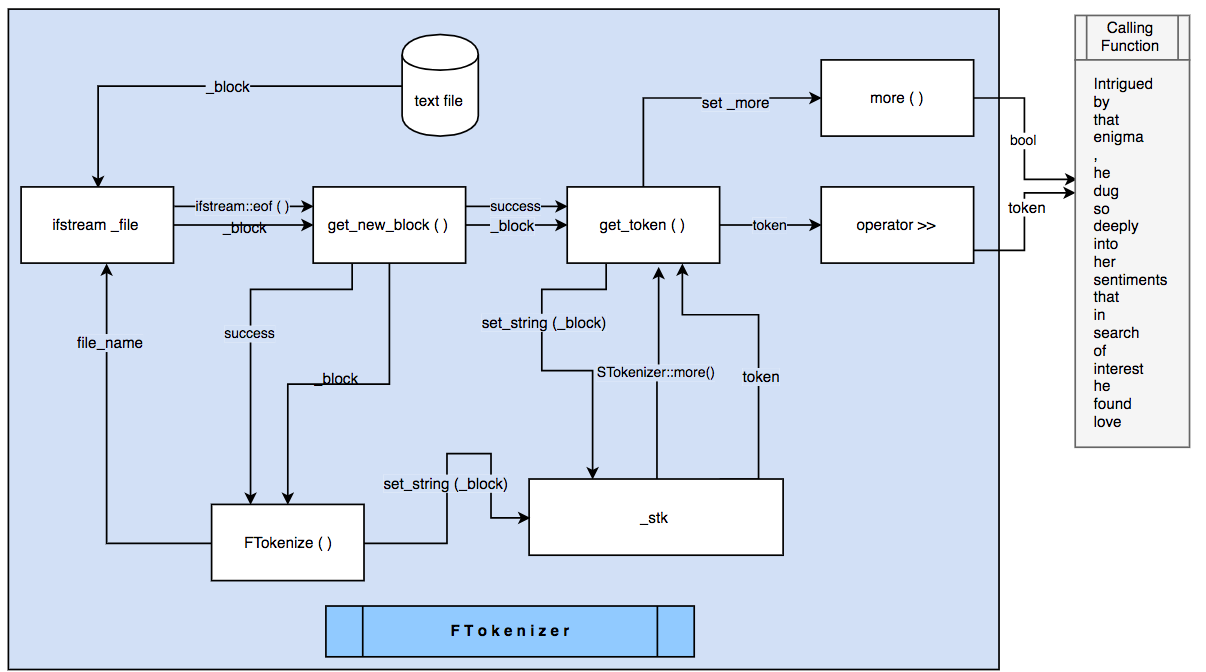 Calling
Function
_block
text file
set _more
more ( )
bool
Intrigued
by
that
enigma
,
he
dug
so
deeply
into
her
sentiments
that
in
search
of
interest
he
found
love
ifstream _file
ifstream::eof ( )
_block
get_new_block ( )
success
_block
get_token ( )
token
operator >>
token
file_name
success
_block
set_string (_block)
STokenizer::more()
token
set_string (_block)
_stk
FTokenize ( )
FTokenizer